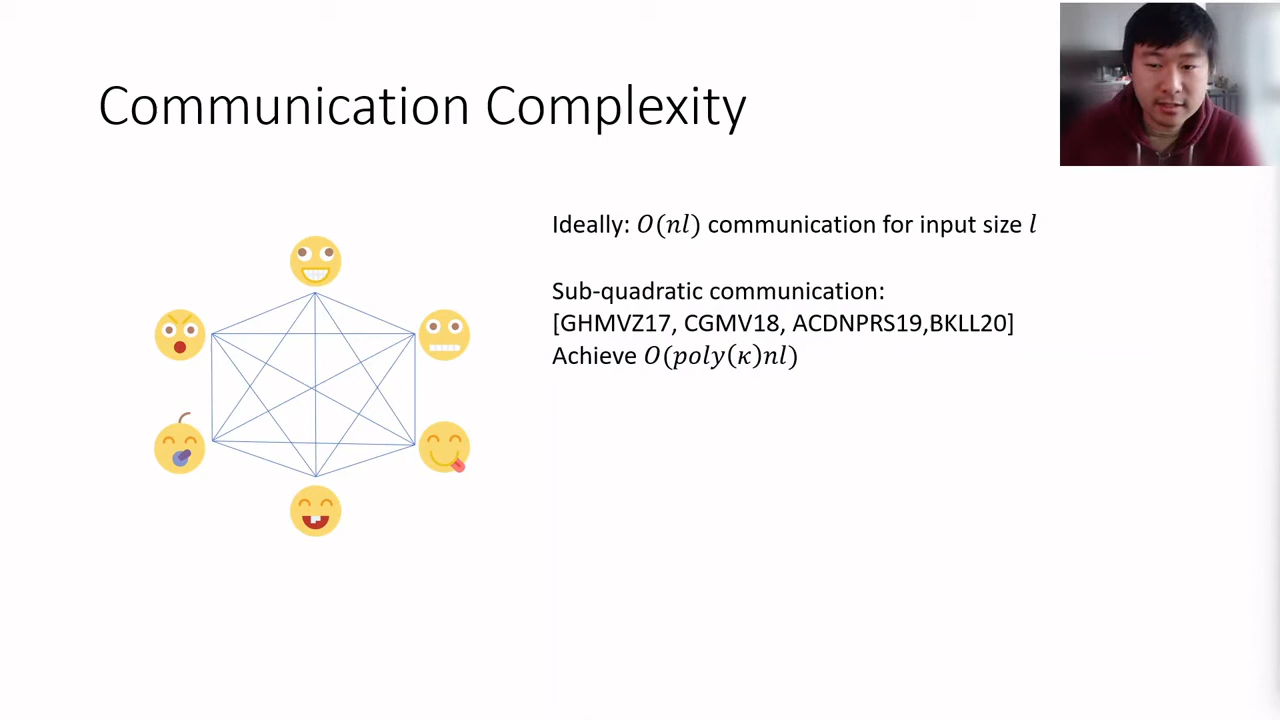 Communication Complexity
Ideally: O(nl) communication for input size l
Sub-quadratic communication:
[GHMVZ17, CGMV18, ACDNPRS19,BKLL20]
Achieve O(poly(κ)nl)